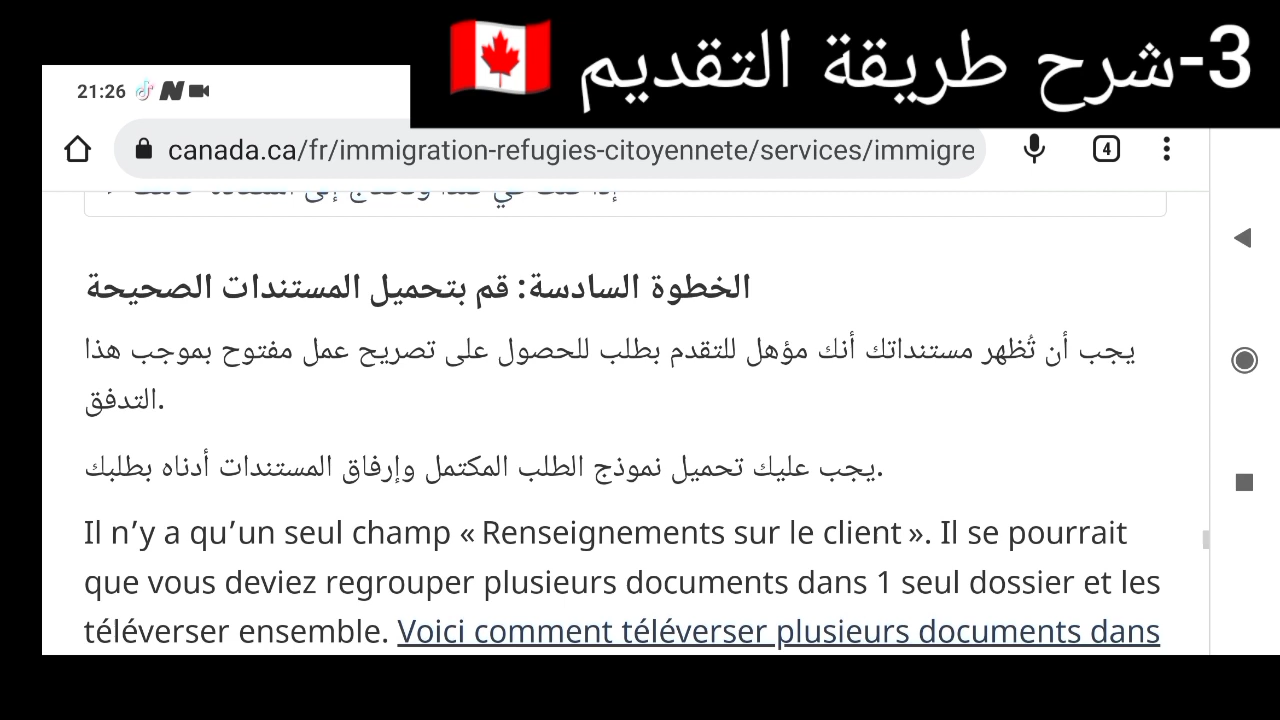 3-شرح طريقة التقديم 🇨🇦
21:26
canada.ca/fr/immigration-refugies-citoyennete/services/immigre
4
الخطوة السادسة: قم بتحميل المستندات الصحيحة
يجب أن تُظهر مستنداتك أنك مؤهل للتقدم بطلب للحصول على تصريح عمل مفتوح بموجب هذا
التدفق.
يجب عليك تحميل نموذج الطلب المكتمل وإرفاق المستندات أدناه بطلبك.
Il n’y a qu’un seul champ « Renseignements sur le client ». Il se pourrait
que vous deviez regrouper plusieurs documents dans 1 seul dossier et les
téléverser ensemble. Voici comment téléverser plusieurs documents dans